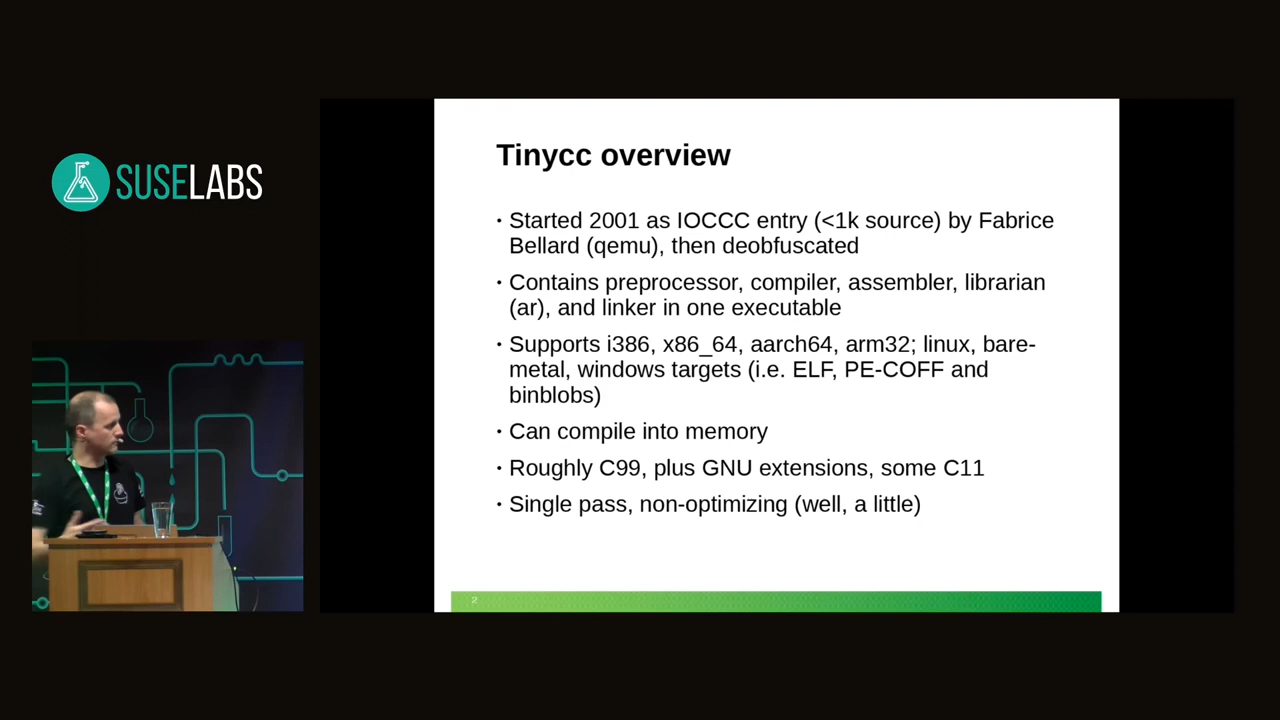 SUSELABS
Tinycc overview
• Started 2001 as IOCCC entry (<1k source) by Fabrice
Bellard (qemu), then deobfuscated
• Contains preprocessor, compiler, assembler, librarian
(ar), and linker in one executable
• Supports i386, x86_64, aarch64, arm32; linux, bare-
metal, windows targets (i.e. ELF, PE-COFF and
binblobs)
• Can compile into memory
• Roughly C99, plus GNU extensions, some C11
• Single pass, non-optimizing (well, a little)
2